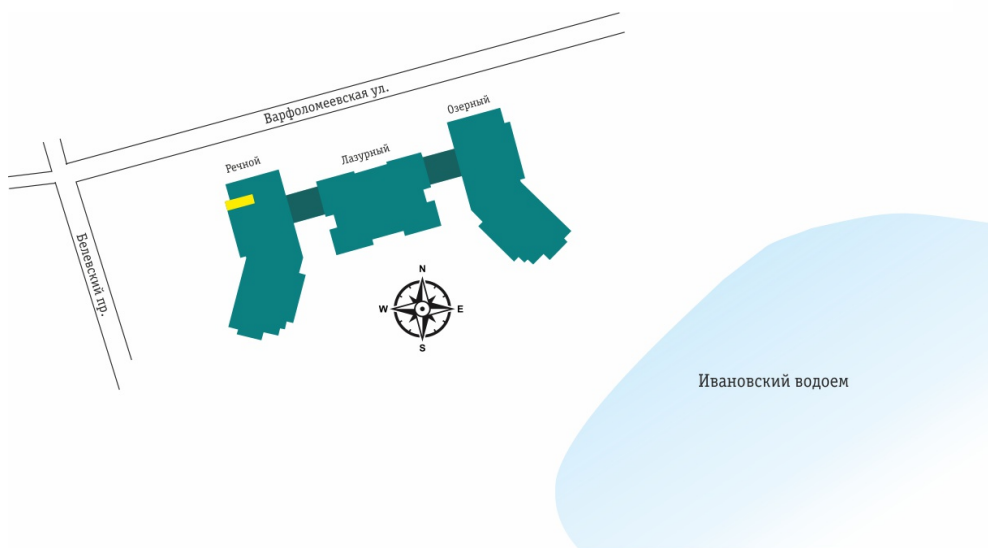 Варфоломеевская ул.
Озерный
Лазурный
Речной
Белевский пр.
N
W E
S
Ивановский водоем